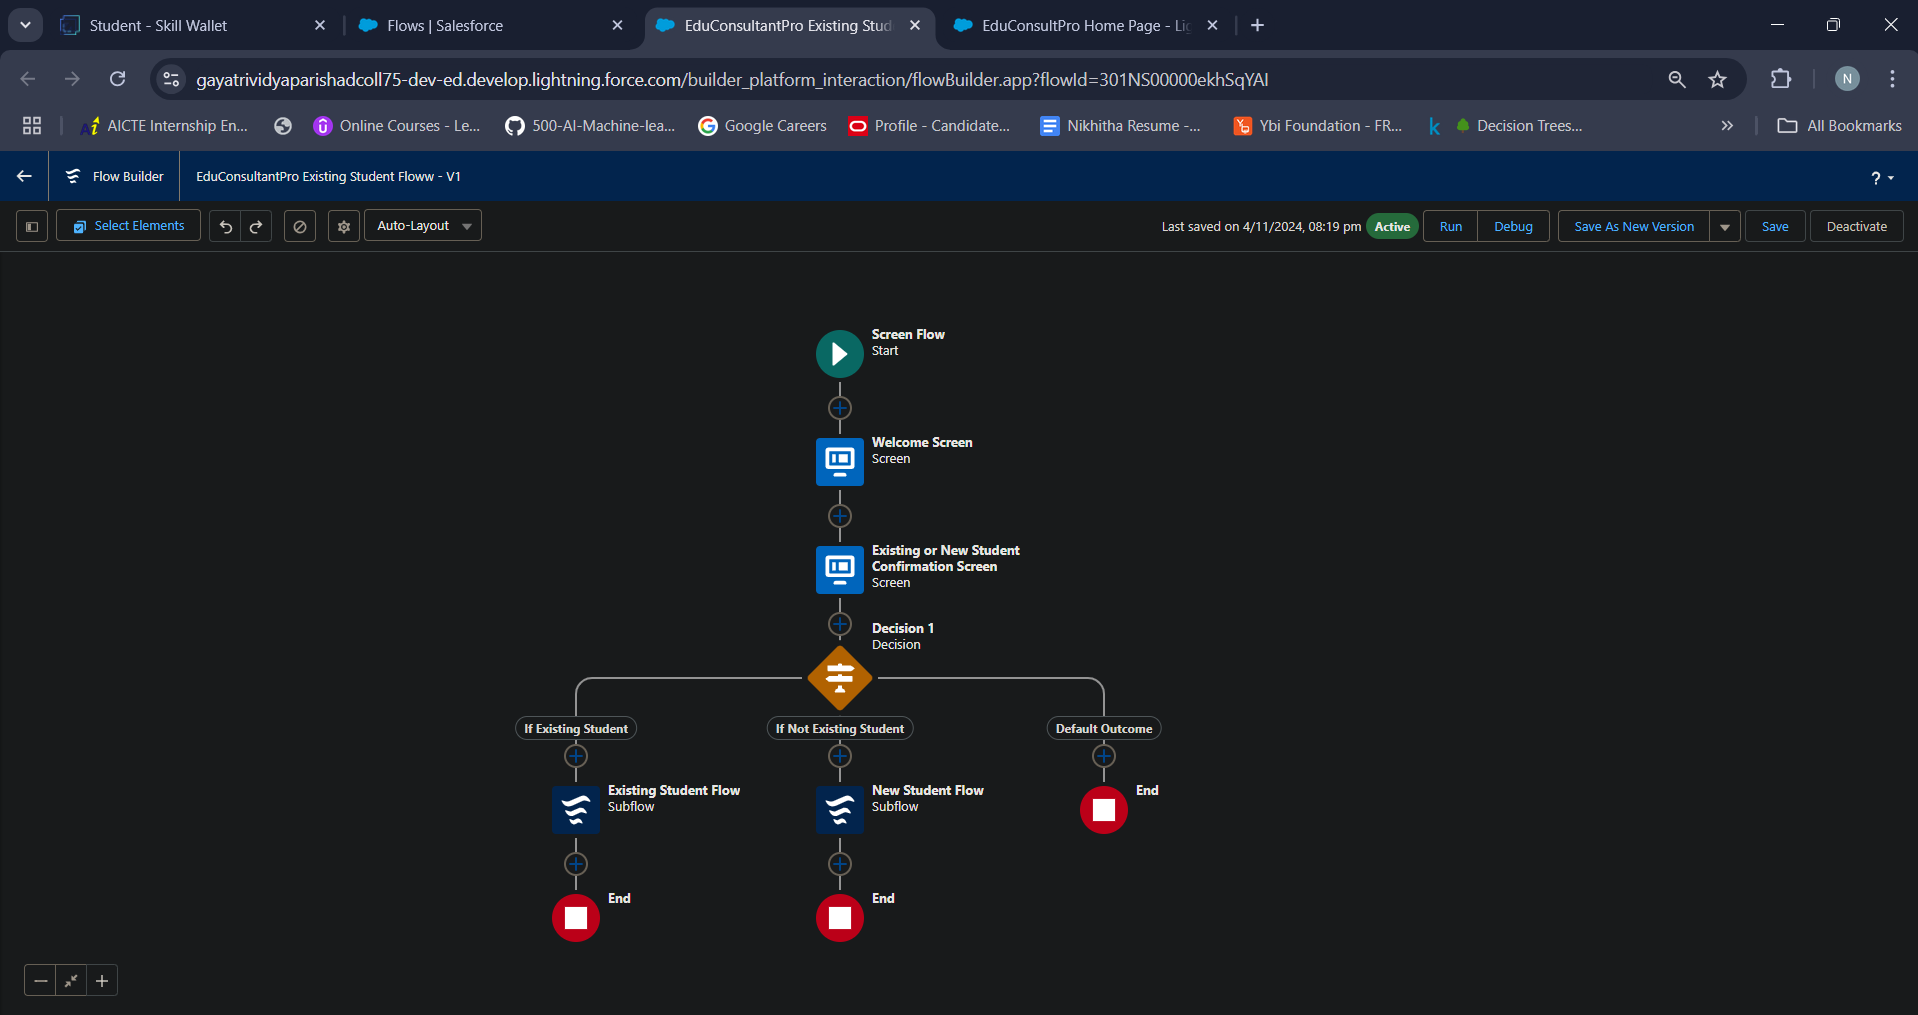 Student - Skill Wallet
Flows | Salesforce
EduConsultantPro Existing Stud
EduConsultPro Home Page - Lig
gayatrividyaparishadcoll75-dev-ed.develop.lightning.force.com/builder_platform_interaction/flowBuilder.app?flowId=301NS00000ekhSqYAI
N
AICTE Internship En...
Online Courses - Le...
500-AI-Machine-lea...
Google Careers
Profile - Candidate...
Nikhitha Resume -...
Ybi Foundation - FR...
k
Decision Trees...
All Bookmarks
Flow Builder
EduConsultantPro Existing Student Floww - V1
?
Select Elements
Auto-Layout
Last saved on 4/11/2024, 08:19 pm
Active
Run
Debug
Save As New Version
Save
Deactivate
Screen Flow
Start
Welcome Screen
Screen
Existing or New Student
Confirmation Screen
Screen
Decision 1
Decision
If Existing Student
If Not Existing Student
Default Outcome
Existing Student Flow
Subflow
New Student Flow
Subflow
End
End
End